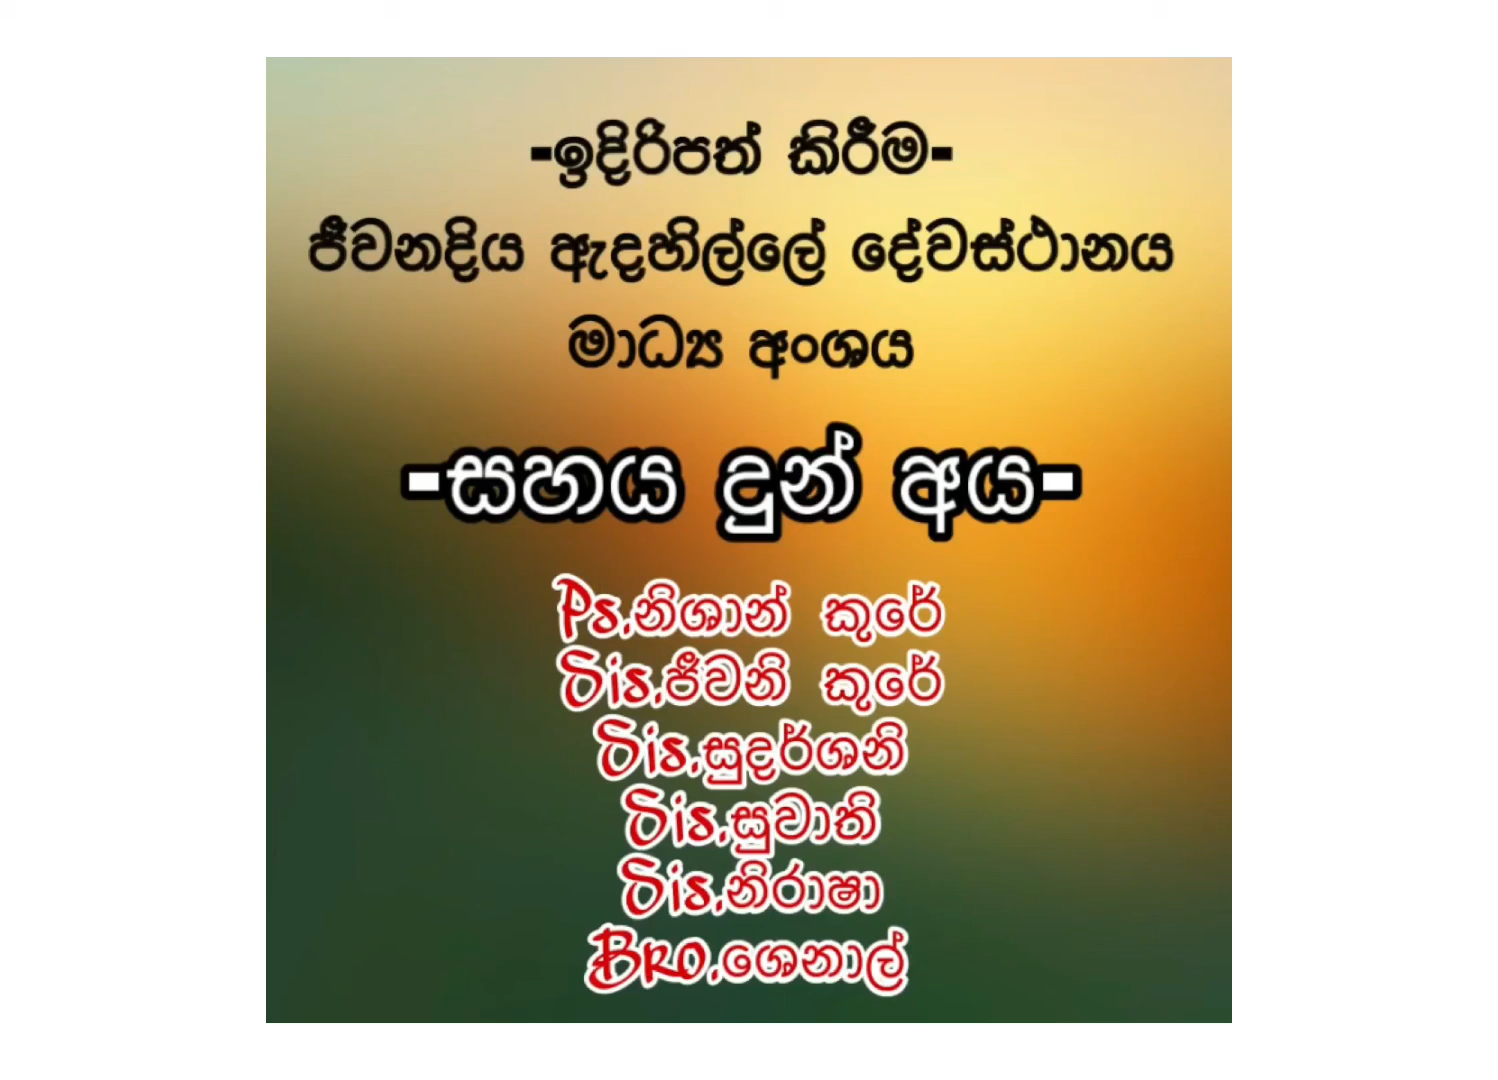 -ඉදිරිපත් කිරීම-
ජීවනදිය ඇදහිල්ලේ දේවස්ථානය
මාධ්‍ය අංශය
-සහය දුන් අය-
Ps.නිශාන් කුරේ
Sis.ජීවනි කුරේ
Sis.සුදර්ශනි
Sis.සුවාති
Sis.නිරාෂා
Bro.ශෙනාල්